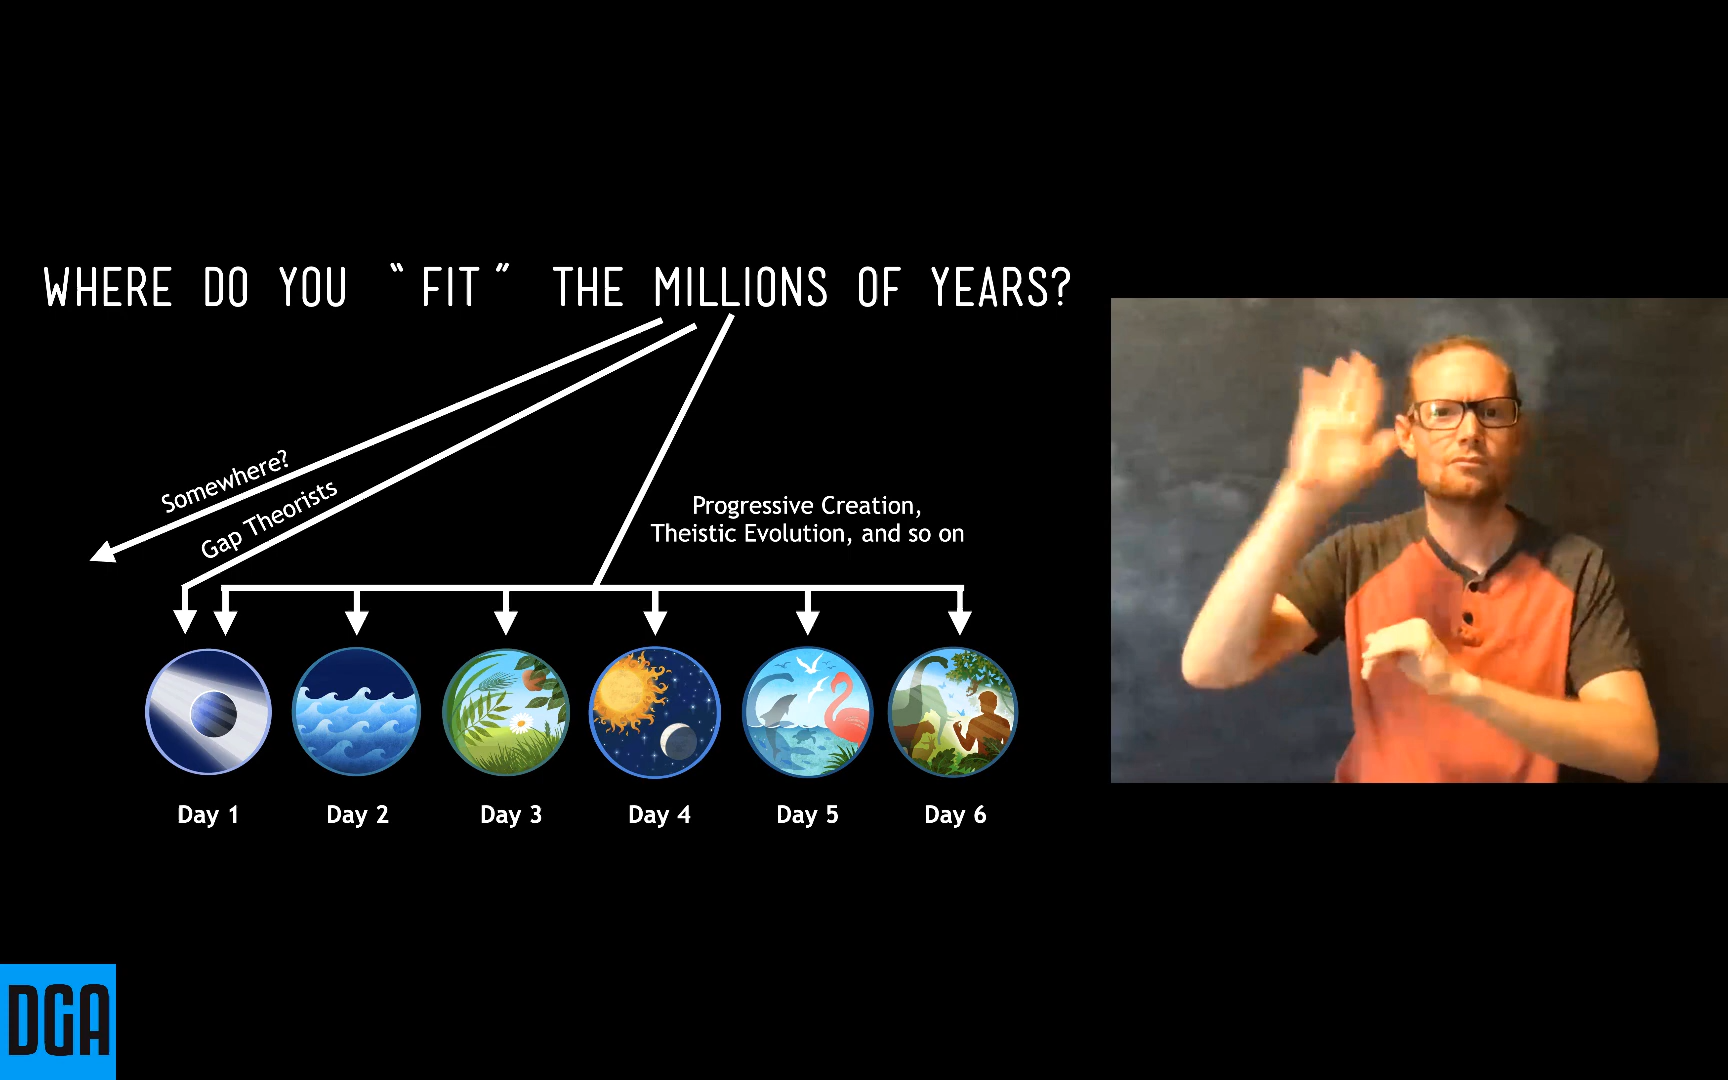 WHERE DO YOU “FIT” THE MILLIONS OF YEARS?
Somewhere?
Gap Theorists
Progressive Creation,
Theistic Evolution, and so on
Day 1
Day 2
Day 3
Day 4
Day 5
Day 6
DGA